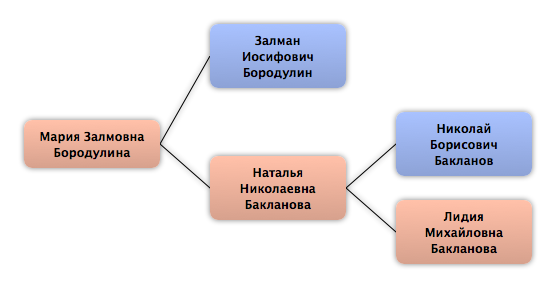 Залман
Иосифович
Бородулин
Мария Залмовна
Бородулина
Наталья
Николаевна
Бакланова
Николай
Борисович
Бакланов
Лидия
Михайловна
Бакланова